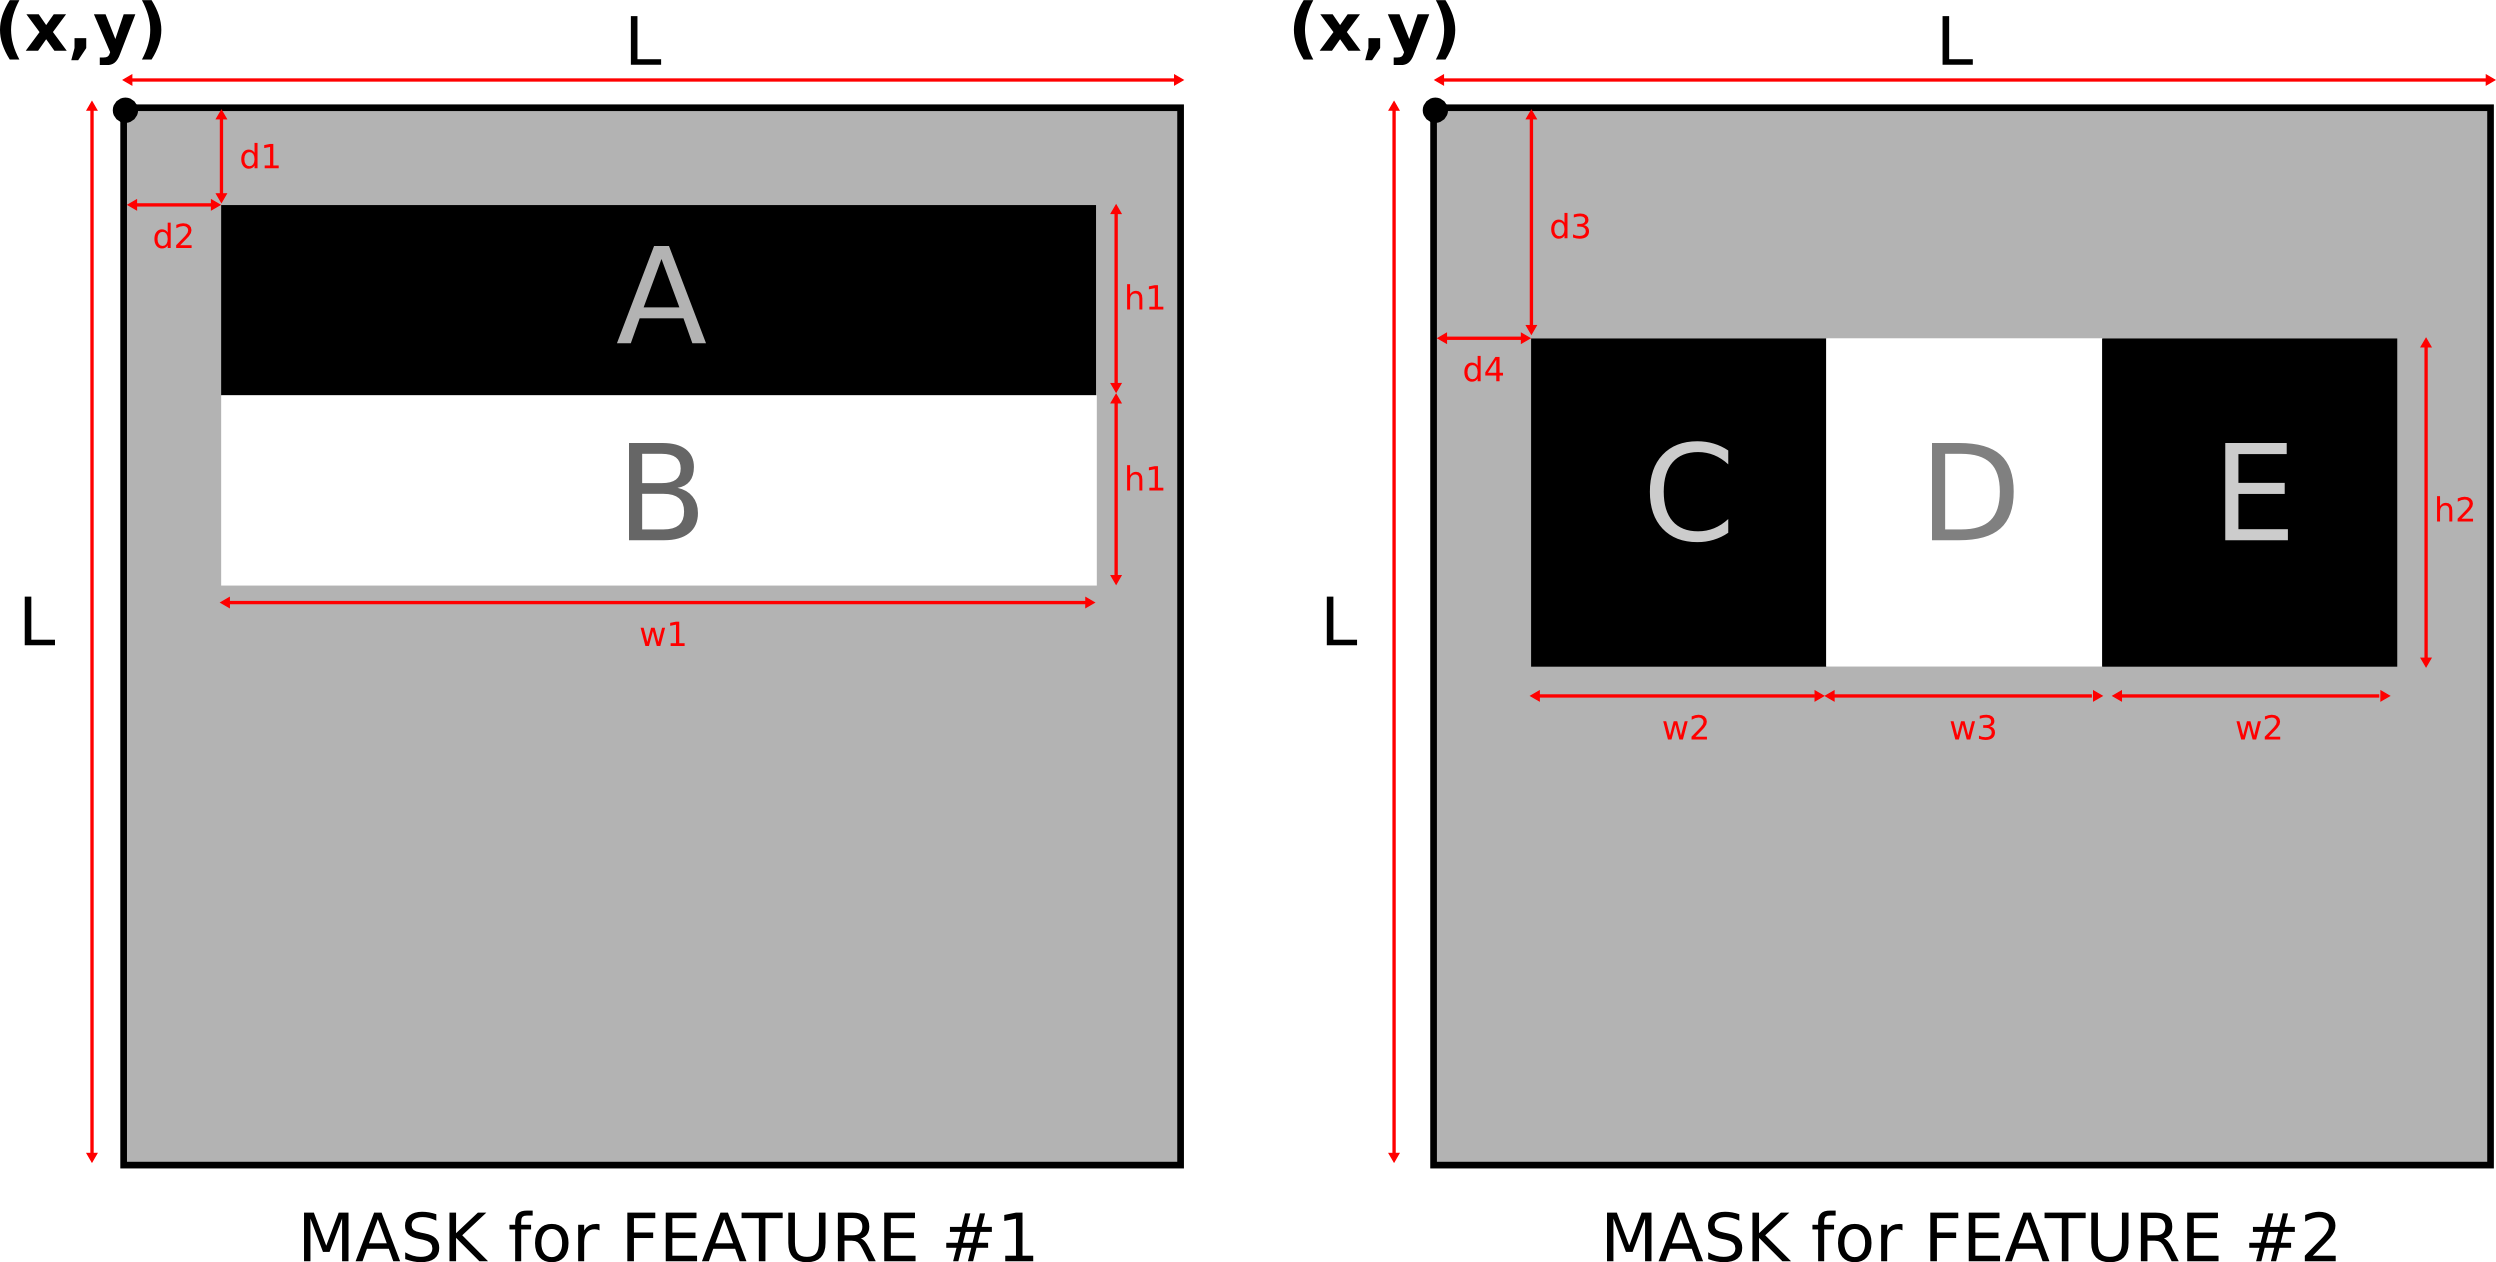 (x,y)
L
d1
d2
A
h1
B
h1
L
w1
MASK for FEATURE #1
(x,y)
L
d3
d4
C
D
E
h2
L
w2
w3
w2
MASK for FEATURE #2